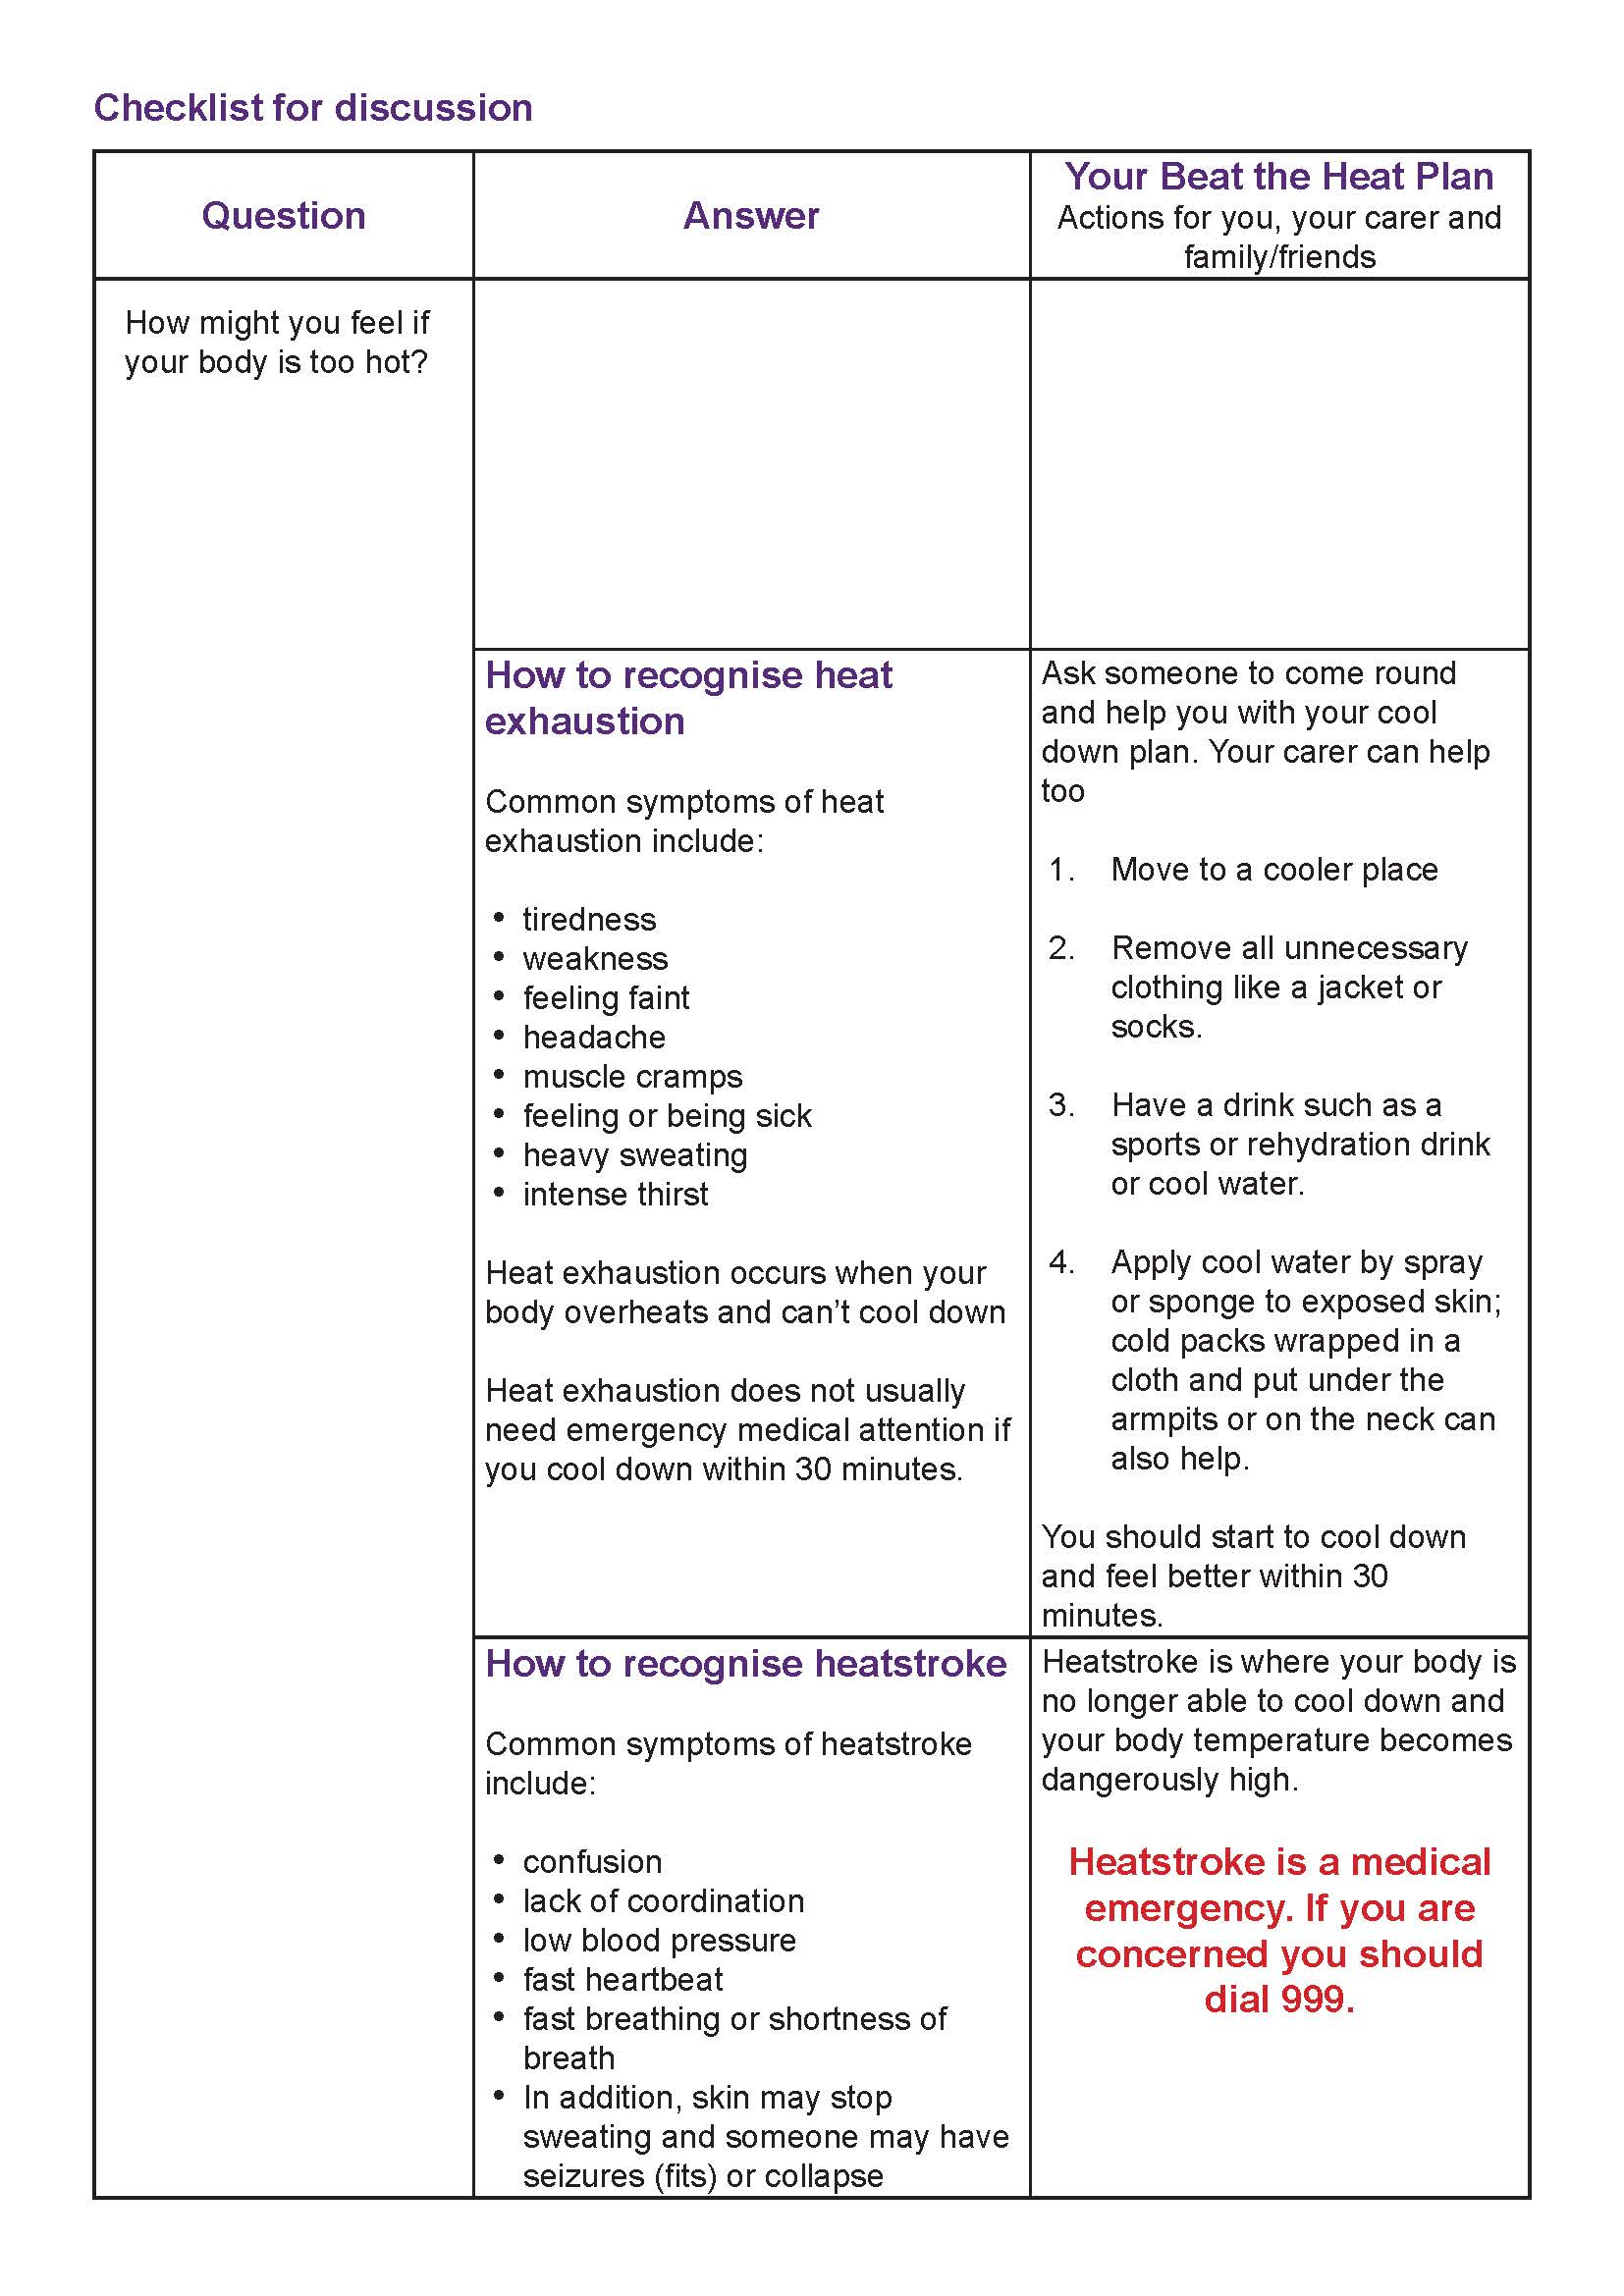 Checklist for discussion
Question
Answer
Your Beat the Heat Plan
Actions for you, your carer and
family/friends
How might you feel if
your body is too hot?
How to recognise heat
exhaustion
Common symptoms of heat
exhaustion include:
• tiredness
• weakness
• feeling faint
• headache
• muscle cramps
• feeling or being sick
• heavy sweating
• intense thirst
Heat exhaustion occurs when your
body overheats and can’t cool down
Heat exhaustion does not usually
need emergency medical attention if
you cool down within 30 minutes.
Ask someone to come round
and help you with your cool
down plan. Your carer can help
too
1. Move to a cooler place
2. Remove all unnecessary
clothing like a jacket or
socks.
3. Have a drink such as a
sports or rehydration drink
or cool water.
4. Apply cool water by spray
or sponge to exposed skin;
cold packs wrapped in a
cloth and put under the
armpits or on the neck can
also help.
You should start to cool down
and feel better within 30
minutes.
How to recognise heatstroke
Common symptoms of heatstroke
include:
• confusion
• lack of coordination
• low blood pressure
• fast heartbeat
• fast breathing or shortness of
breath
• In addition, skin may stop
sweating and someone may have
seizures (fits) or collapse
Heatstroke is where your body is
no longer able to cool down and
your body temperature becomes
dangerously high.
Heatstroke is a medical
emergency. If you are
concerned you should
dial 999.